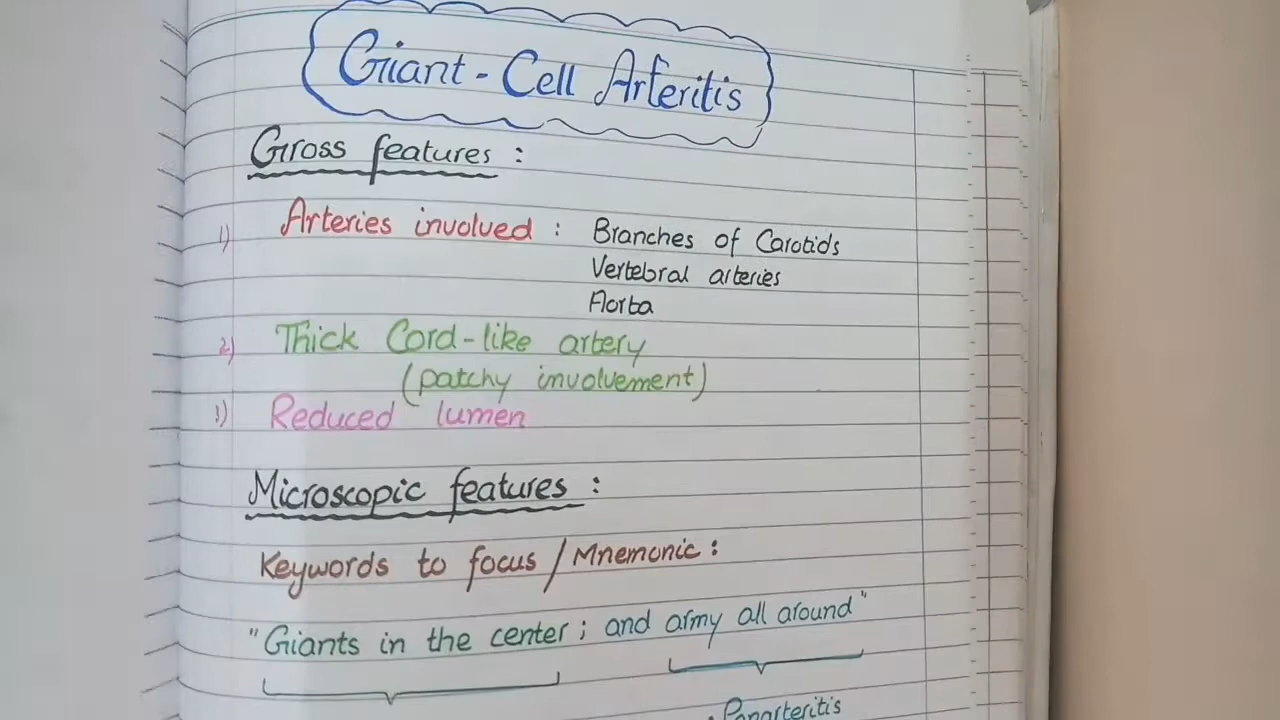 Giant-Cell Arteritis
Gross features :
1) Arteries involved : Branches of Carotids
Vertebral arteries
Aorta
2) Thick Cord-like artery
(patchy involvement)
3) Reduced lumen
Microscopic features :
Keywords to focus / Mnemonic :
"Giants in the center ; and army all around"
• Panarteritis